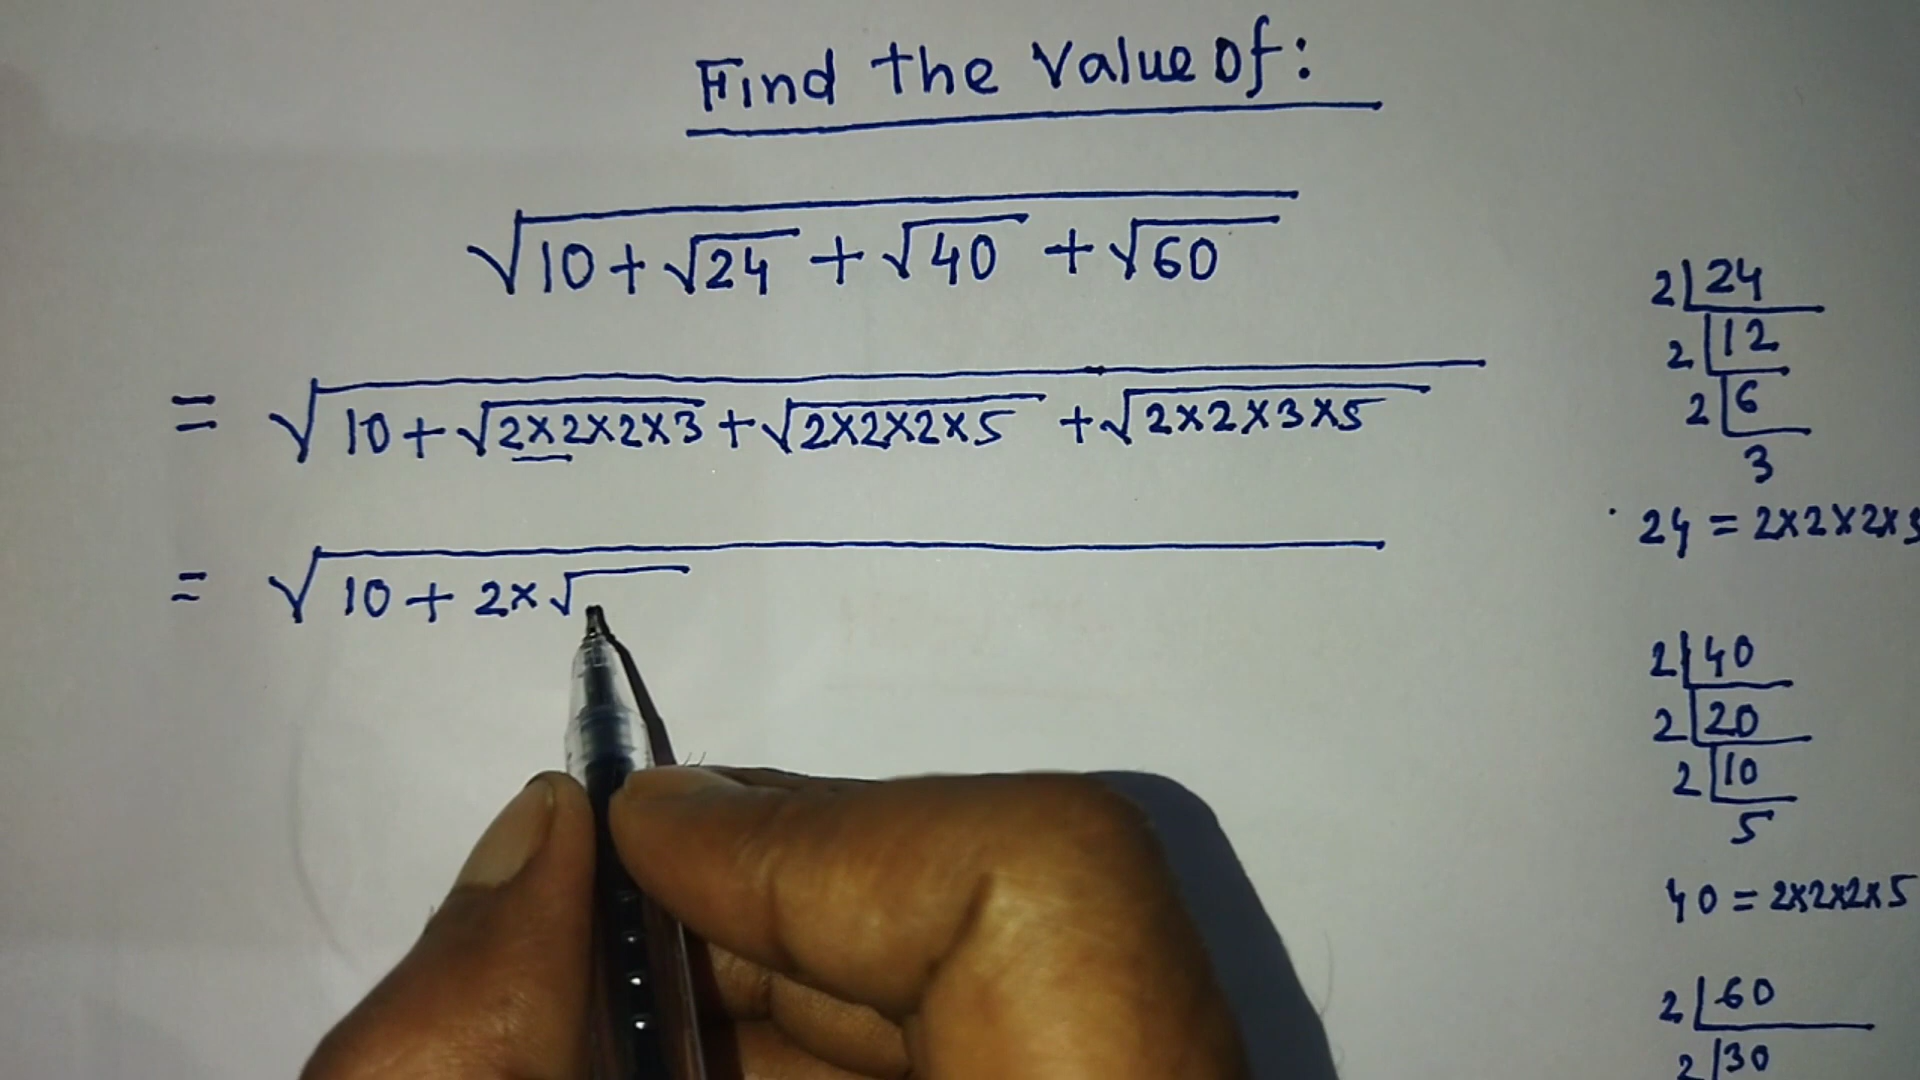 Find the Value of:
√(10 + √24 + √40 + √60)
= √(10 + √(2×2×2×3) + √(2×2×2×5) + √(2×2×3×5))
= √(10 + 2×√
2|24
2|12
2|6
3
24 = 2×2×2×3
2|40
2|20
2|10
5
40 = 2×2×2×5
2|60
2|30